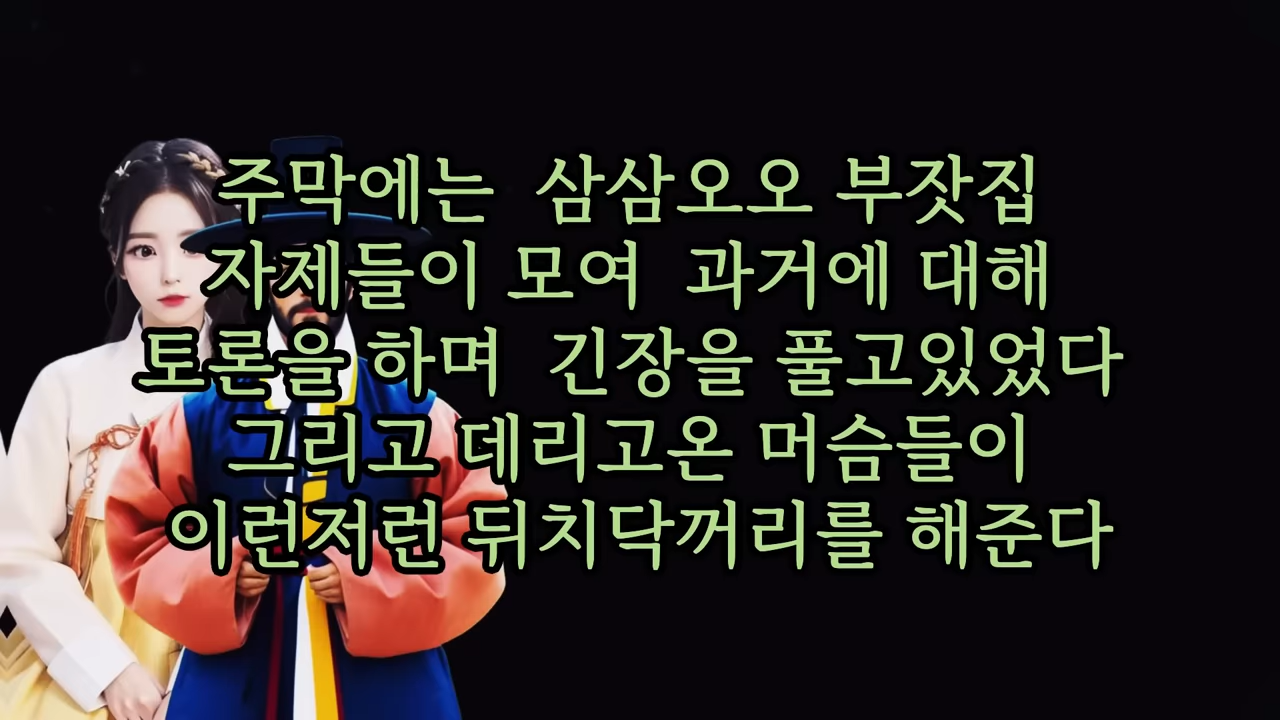 주막에는 삼삼오오 부잣집
자제들이 모여 과거에 대해
토론을 하며 긴장을 풀고있었다
그리고 데리고온 머슴들이
이런저런 뒤치닥꺼리를 해준다